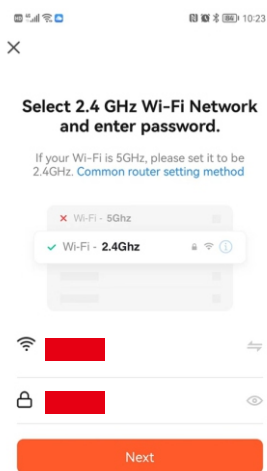 10:23
Select 2.4 GHz Wi-Fi Network
and enter password.
If your Wi-Fi is 5GHz, please set it to be
2.4GHz. Common router setting method
Wi-Fi - 5Ghz
Wi-Fi - 2.4Ghz
Next